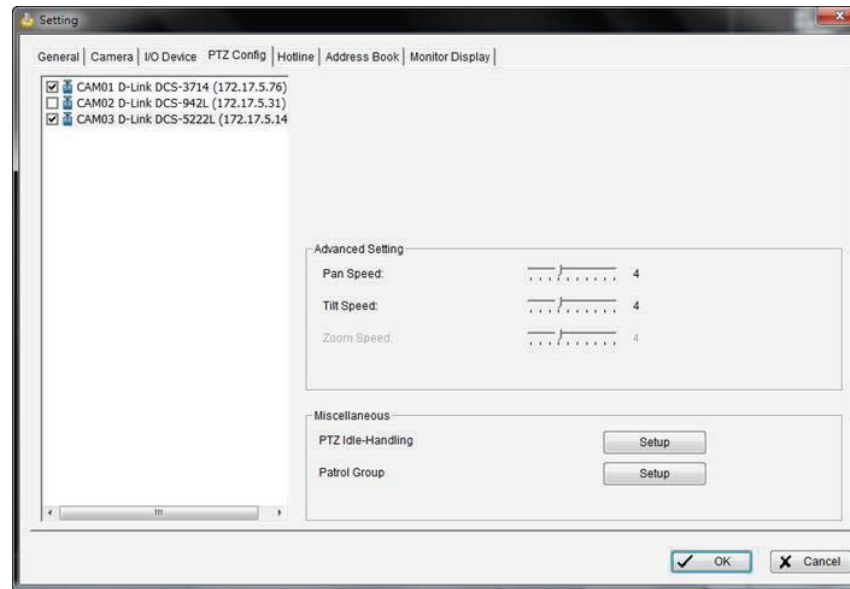 Setting
General Camera I/O Device PTZ Config Hotline Address Book Monitor Display
CAM01 D-Link DCS-3714 (172.17.5.76)
CAM02 D-Link DCS-942L (172.17.5.31)
CAM03 D-Link DCS-5222L (172.17.5.14
Advanced Setting
Pan Speed: 4
Tilt Speed: 4
Zoom Speed: 4
Miscellaneous
PTZ Idle-Handling Setup
Patrol Group Setup
OK Cancel